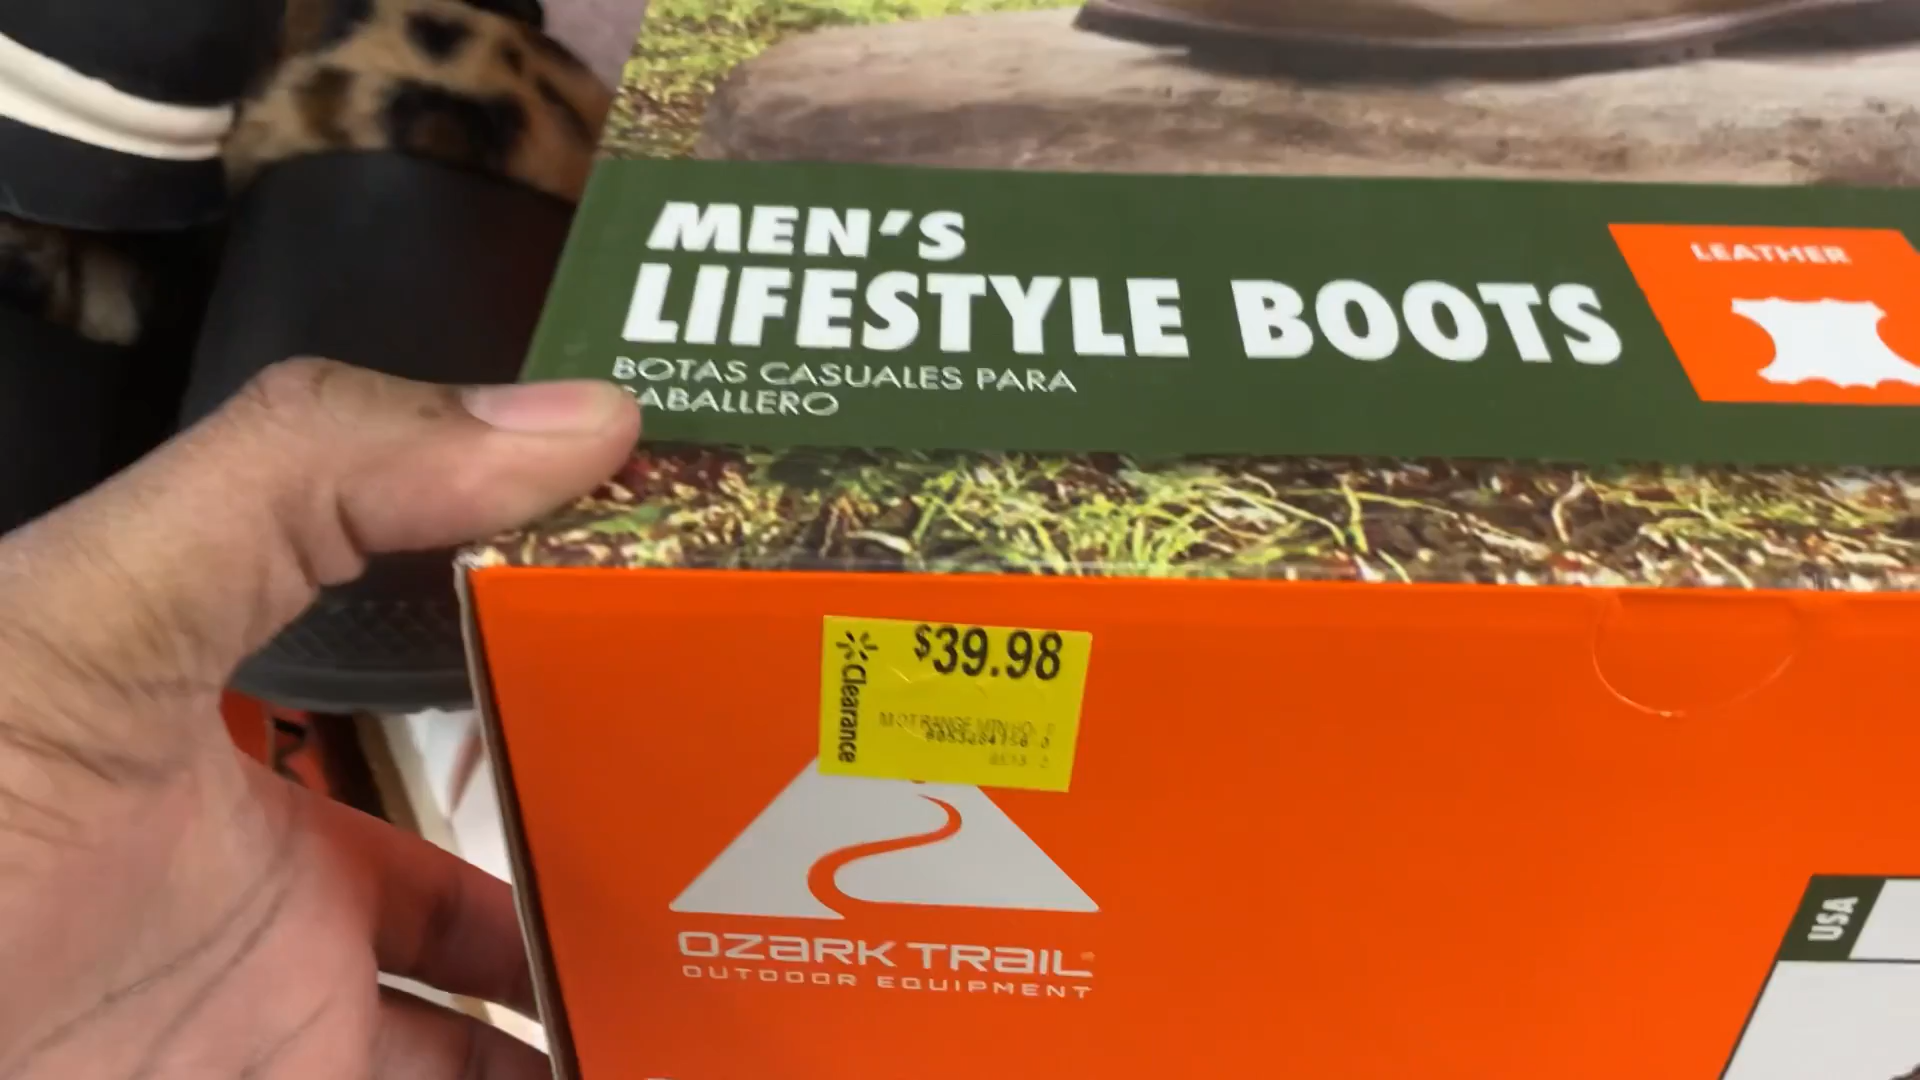 MEN'S
LIFESTYLE BOOTS
BOTAS CASUALES PARA
CABALLERO
LEATHER
$39.98
Clearance
OZARK TRAIL
OUTDOOR EQUIPMENT
USA